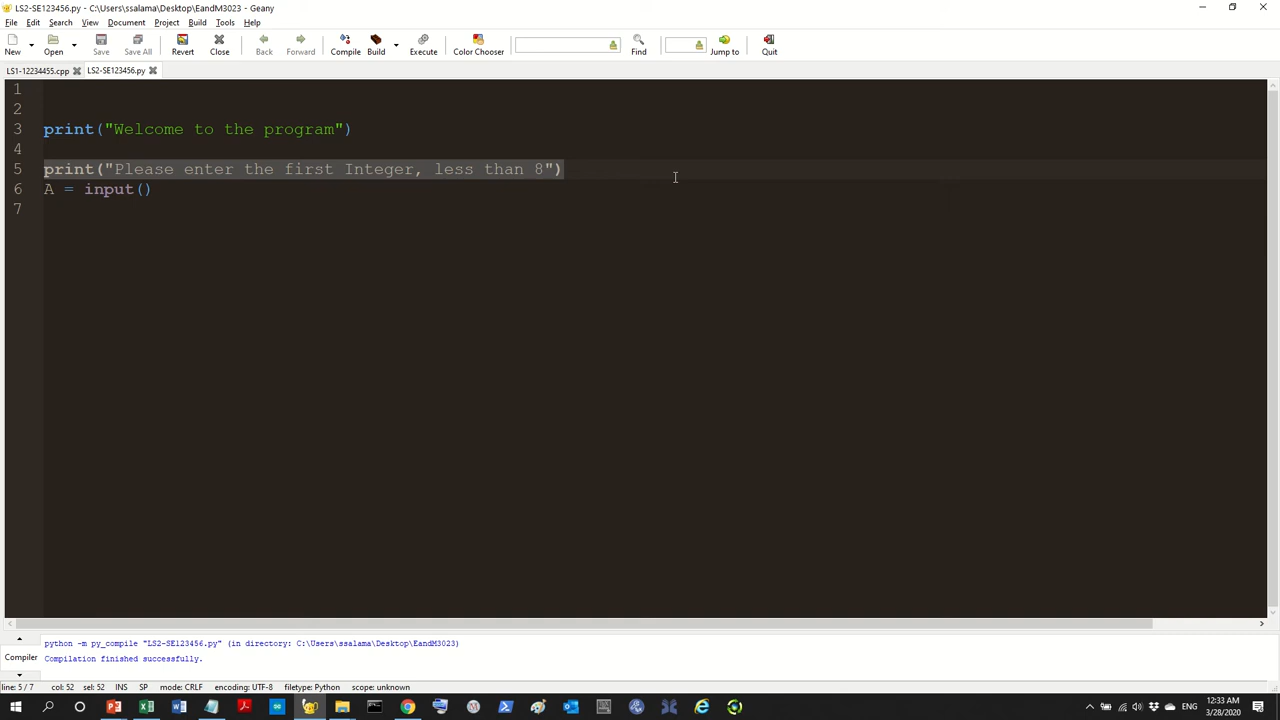 LS2-SE123456.py - C:\Users\ssalama\Desktop\EandM3023 - Geany
File Edit Search View Document Project Build Tools Help
New Open Save Save All Revert Close Back Forward Compile Build Execute Color Chooser Find Jump to Quit
LS1-12234455.cpp LS2-SE123456.py
1
2
3 print("Welcome to the program")
4
5 print("Please enter the first Integer, less than 8")
6 A = input()
7
python -m py_compile "LS2-SE123456.py" (in directory: C:\Users\ssalama\Desktop\EandM3023)
Compiler Compilation finished successfully.
line: 5 / 7 col: 52 sel: 52 INS SP mode: CRLF encoding: UTF-8 filetype: Python scope: unknown
ENG 12:33 AM
3/28/2020